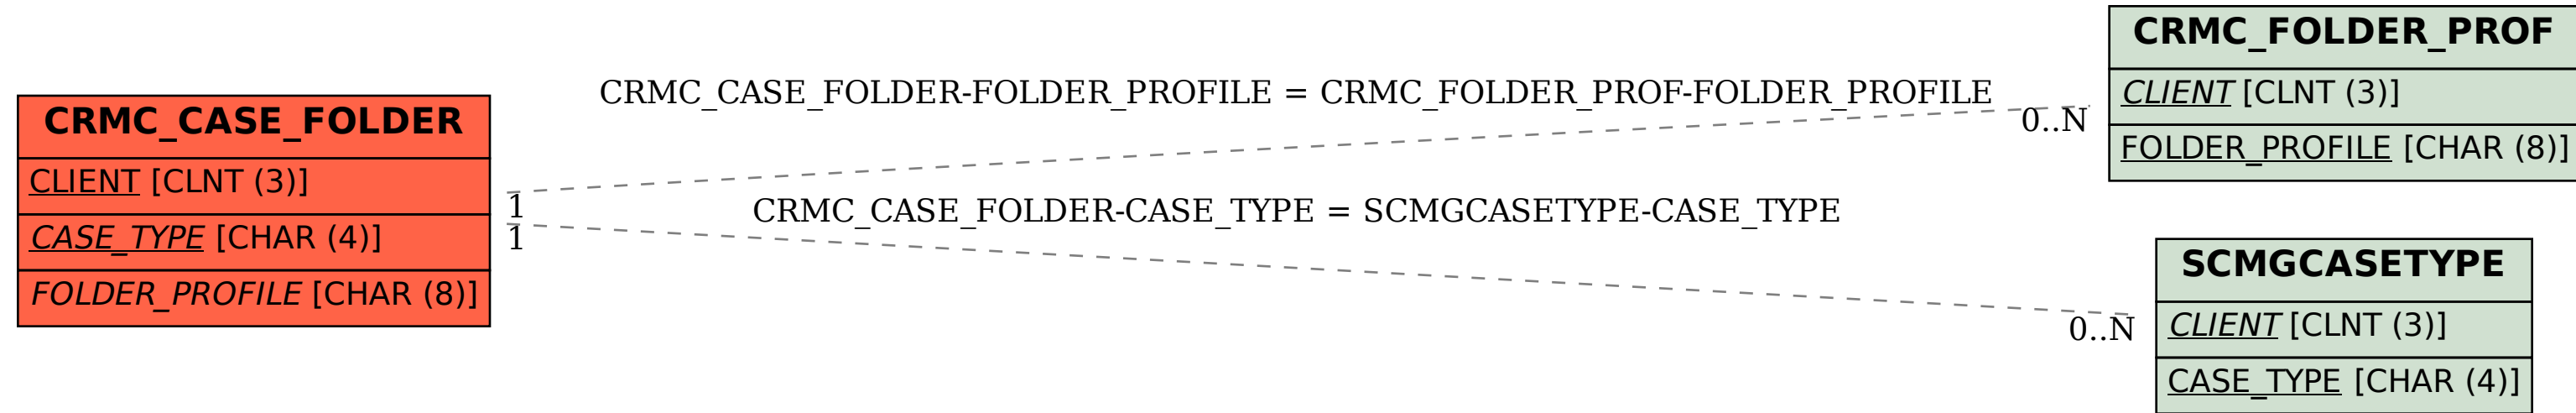 CRMC_CASE_FOLDER
CLIENT [CLNT (3)]
CASE_TYPE [CHAR (4)]
FOLDER_PROFILE [CHAR (8)]
CRMC_CASE_FOLDER-FOLDER_PROFILE = CRMC_FOLDER_PROF-FOLDER_PROFILE
0..N
1
CRMC_CASE_FOLDER-CASE_TYPE = SCMGCASETYPE-CASE_TYPE
1
0..N
CRMC_FOLDER_PROF
CLIENT [CLNT (3)]
FOLDER_PROFILE [CHAR (8)]
SCMGCASETYPE
CLIENT [CLNT (3)]
CASE_TYPE [CHAR (4)]